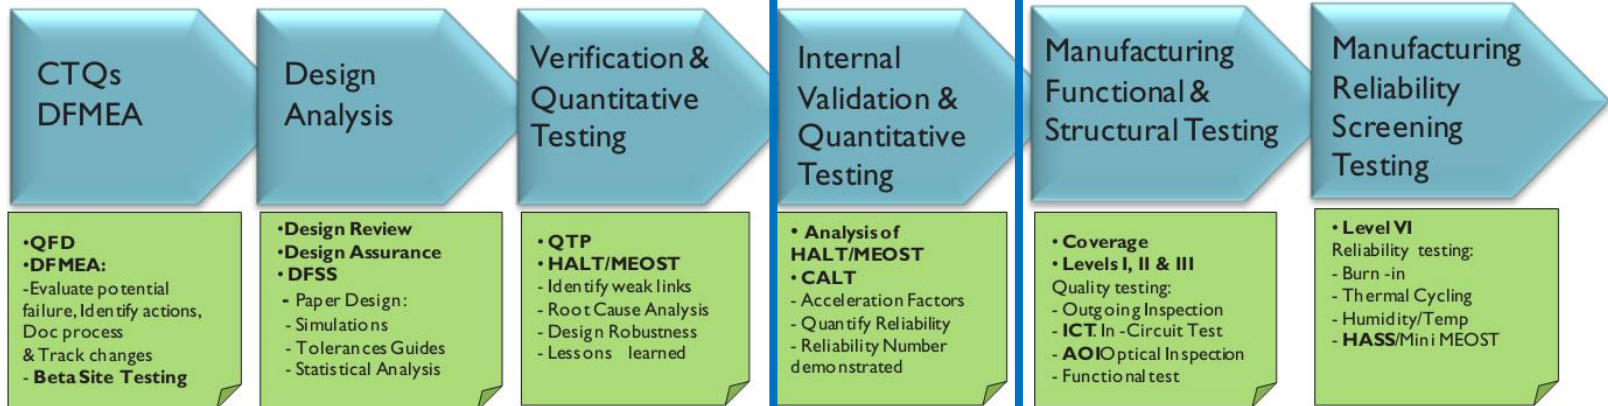 CTQs
DFMEA
Design
Analysis
Verification &
Quantitative
Testing
Internal
Validation &
Quantitative
Testing
Manufacturing
Functional &
Structural Testing
Manufacturing
Reliability
Screening
Testing
•QFD
•DFMEA:
-Evaluate potential
failure, Identify actions,
Doc process
& Track changes
- Beta Site Testing
•Design Review
•Design Assurance
• DFSS
- Paper Design:
- Simulations
- Tolerances Guides
- Statistical Analysis
• QTP
• HALT/MEOST
- Identify weak links
- Root Cause Analysis
- Design Robustness
- Lessons learned
• Analysis of
HALT/MEOST
• CALT
- Acceleration Factors
- Quantify Reliability
- Reliability Number
demonstrated
• Coverage
• Levels I, II & III
Quality testing:
- Outgoing Inspection
- ICT. In -Circuit Test
- AOIOptical Inspection
- Functional test
• Level VI
Reliability testing:
- Burn -in
- Thermal Cycling
- Humidity/Temp
- HASS/Mini MEOST